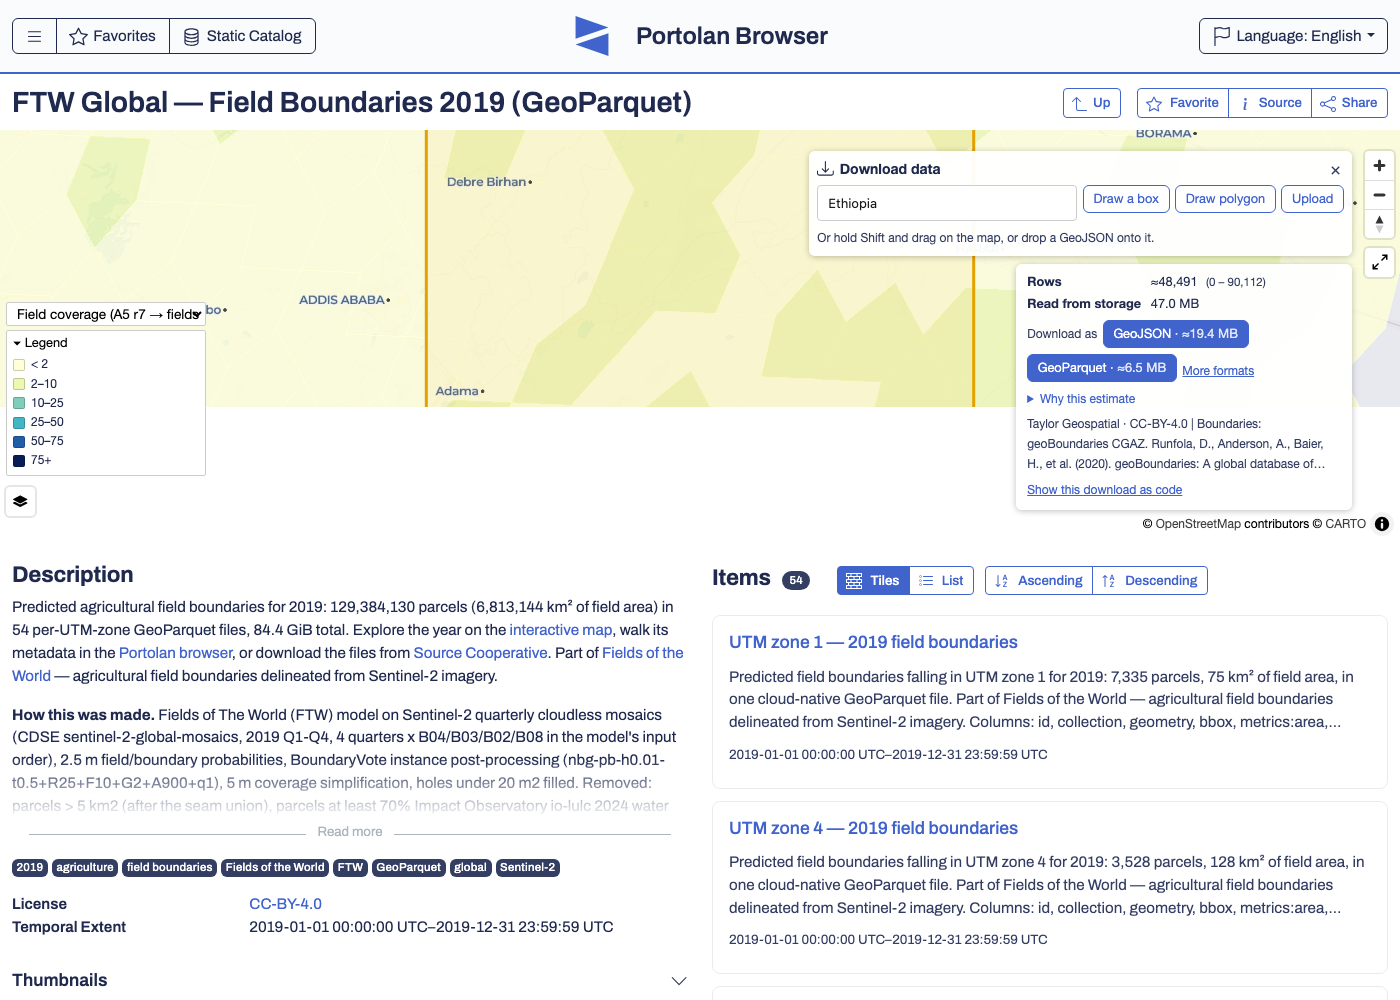 Favorites
Static Catalog
Portolan Browser
Language: English
FTW Global — Field Boundaries 2019 (GeoParquet)
Up
Favorite
Source
Share
BORAMA
Debre Birhan
ADDIS ABABA
bo
Adama
Download data
×
Ethiopia
Draw a box
Draw polygon
Upload
Or hold Shift and drag on the map, or drop a GeoJSON onto it.
Rows ≈48,491 (0 – 90,112)
Read from storage 47.0 MB
Download as GeoJSON · ≈19.4 MB
GeoParquet · ≈6.5 MB More formats
Why this estimate
Taylor Geospatial · CC-BY-4.0 | Boundaries:
geoBoundaries CGAZ. Runfola, D., Anderson, A., Baier,
H., et al. (2020). geoBoundaries: A global database of…
Show this download as code
Field coverage (A5 r7 → fields
Legend
< 2
2–10
10–25
25–50
50–75
75+
© OpenStreetMap contributors © CARTO
Description
Predicted agricultural field boundaries for 2019: 129,384,130 parcels (6,813,144 km² of field area) in
54 per-UTM-zone GeoParquet files, 84.4 GiB total. Explore the year on the interactive map, walk its
metadata in the Portolan browser, or download the files from Source Cooperative. Part of Fields of the
World — agricultural field boundaries delineated from Sentinel-2 imagery.
How this was made. Fields of The World (FTW) model on Sentinel-2 quarterly cloudless mosaics
(CDSE sentinel-2-global-mosaics, 2019 Q1-Q4, 4 quarters x B04/B03/B02/B08 in the model's input
order), 2.5 m field/boundary probabilities, BoundaryVote instance post-processing (nbg-pb-h0.01-
t0.5+R25+F10+G2+A900+q1), 5 m coverage simplification, holes under 20 m2 filled. Removed:
parcels > 5 km2 (after the seam union), parcels at least 70% Impact Observatory io-lulc 2024 water
Read more
2019 agriculture field boundaries Fields of the World FTW GeoParquet global Sentinel-2
License CC-BY-4.0
Temporal Extent 2019-01-01 00:00:00 UTC–2019-12-31 23:59:59 UTC
Thumbnails
Items 54
Tiles
List
Ascending
Descending
UTM zone 1 — 2019 field boundaries
Predicted field boundaries falling in UTM zone 1 for 2019: 7,335 parcels, 75 km² of field area, in
one cloud-native GeoParquet file. Part of Fields of the World — agricultural field boundaries
delineated from Sentinel-2 imagery. Columns: id, collection, geometry, bbox, metrics:area,…
2019-01-01 00:00:00 UTC–2019-12-31 23:59:59 UTC
UTM zone 4 — 2019 field boundaries
Predicted field boundaries falling in UTM zone 4 for 2019: 3,528 parcels, 128 km² of field area, in
one cloud-native GeoParquet file. Part of Fields of the World — agricultural field boundaries
delineated from Sentinel-2 imagery. Columns: id, collection, geometry, bbox, metrics:area,…
2019-01-01 00:00:00 UTC–2019-12-31 23:59:59 UTC